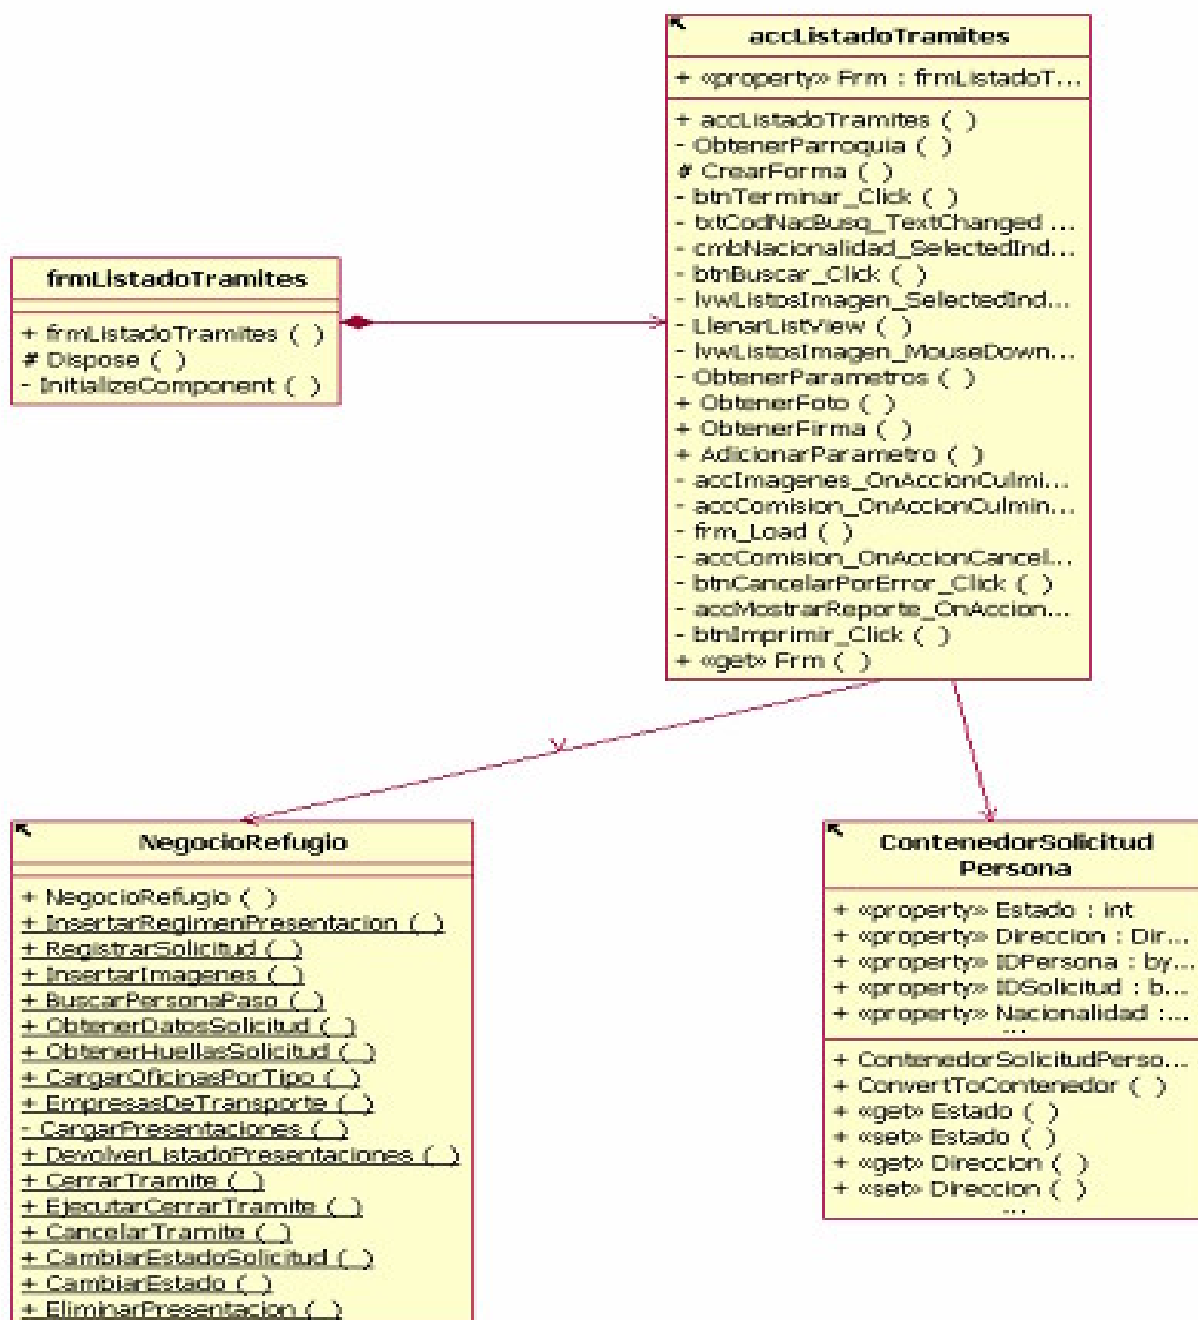 accListadoTramites
+ «property» Frm : frmListadoT...
+ accListadoTramites ( )
- ObtenerParroquia ( )
# CrearForma ( )
- btnTerminar_Click ( )
- txtCodNacBusq_TextChanged ...
- cmbNacionalidad_SelectedInd...
- btnBuscar_Click ( )
- lvwListosImagen_SelectedInd...
- LlenarListView ( )
- lvwListosImagen_MouseDown...
- ObtenerParametros ( )
+ ObtenerFoto ( )
+ ObtenerFirma ( )
+ AdicionarParametro ( )
- accImagenes_OnAccionCulmi...
- accComision_OnAccionCulmin...
- frm_Load ( )
- accComision_OnAccionCancel...
- btnCancelarPorError_Click ( )
- accMostrarReporte_OnAccion...
- btnImprimir_Click ( )
+ «get» Frm ( )
frmListadoTramites
+ frmListadoTramites ( )
# Dispose ( )
- InitializeComponent ( )
NegocioRefugio
+ NegocioRefugio ( )
+ InsertarRegimenPresentacion ( )
+ RegistrarSolicitud ( )
+ InsertarImagenes ( )
+ BuscarPersonaPaso ( )
+ ObtenerDatosSolicitud ( )
+ ObtenerHuellasSolicitud ( )
+ CargarOficinasPorTipo ( )
+ EmpresasDeTransporte ( )
- CargarPresentaciones ( )
+ DevolverListadoPresentaciones ( )
+ CerrarTramite ( )
+ EjecutarCerrarTramite ( )
+ CancelarTramite ( )
+ CambiarEstadoSolicitud ( )
+ CambiarEstado ( )
+ EliminarPresentacion ( )
ContenedorSolicitud
Persona
+ «property» Estado : int
+ «property» Direccion : Dir...
+ «property» IDPersona : by...
+ «property» IDSolicitud : b...
+ «property» Nacionalidad :...
...
+ ContenedorSolicitudPerso...
+ ConvertToContenedor ( )
+ «get» Estado ( )
+ «set» Estado ( )
+ «get» Direccion ( )
+ «set» Direccion ( )
...